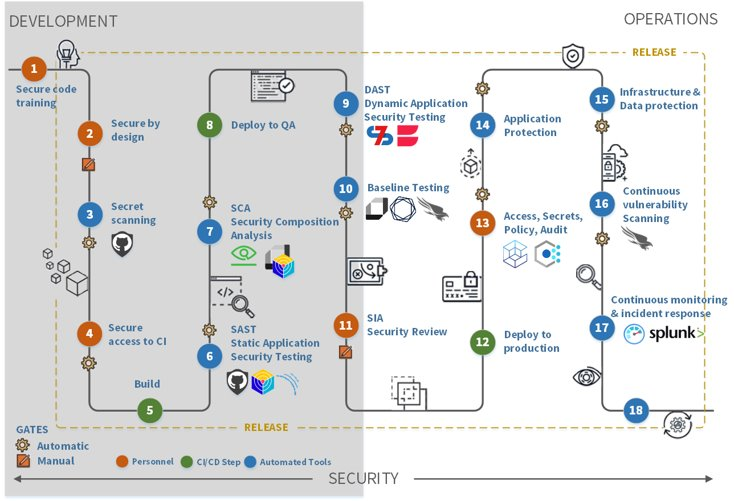 DEVELOPMENT
OPERATIONS
RELEASE
1
Secure code
training
2
Secure by
design
3
Secret
scanning
4
Secure
access to CI
Build
5
8
Deploy to QA
SCA
7
Security Composition
Analysis
SAST
6
Static Application
Security Testing
DAST
9
Dynamic Application
Security Testing
10
Baseline Testing
SIA
11
Security Review
14
Application
Protection
13
Access, Secrets,
Policy, Audit
12
Deploy to
production
15
Infrastructure &
Data protection
16
Continuous
vulnerability
Scanning
Continuous monitoring
& incident response
17
splunk>
18
RELEASE
GATES
Automatic
Manual
Personnel
CI/CD Step
Automated Tools
SECURITY